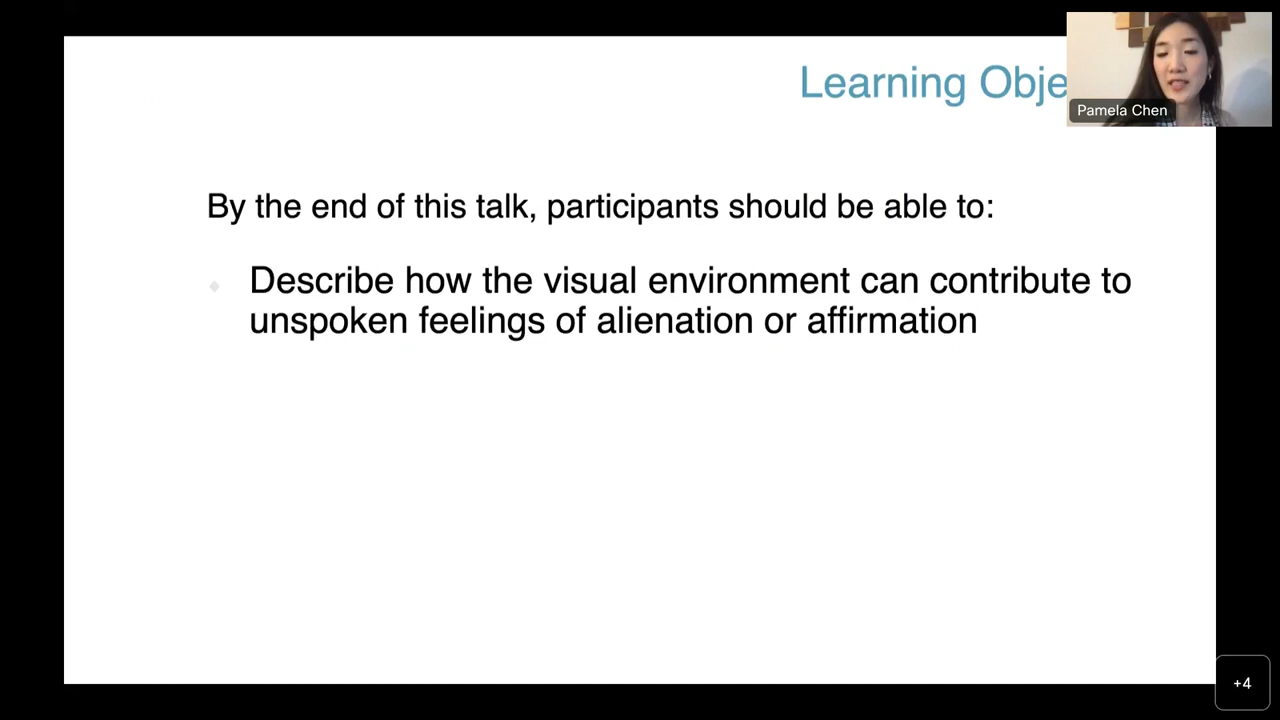 Learning Obje
Pamela Chen
By the end of this talk, participants should be able to:
Describe how the visual environment can contribute to
unspoken feelings of alienation or affirmation
+4